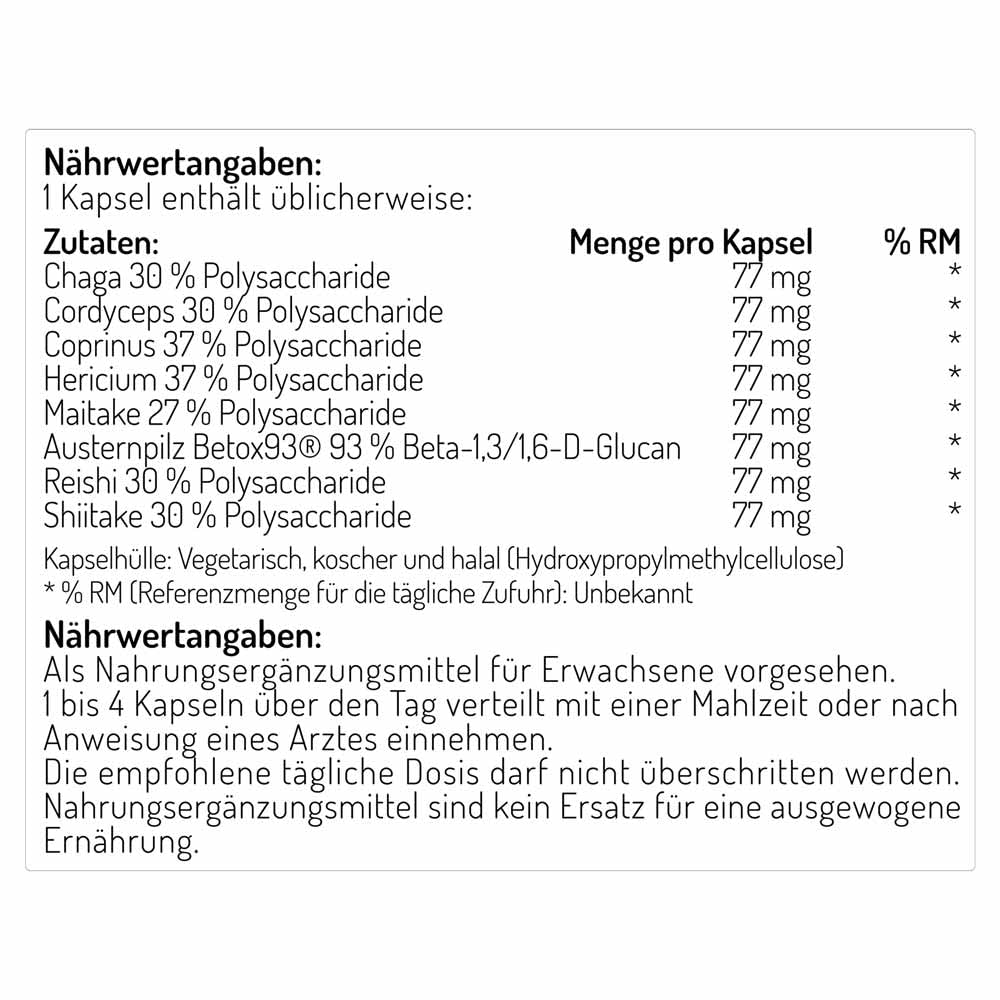 Nährwertangaben:
1 Kapsel enthält üblicherweise:
Zutaten: Menge pro Kapsel % RM
Chaga 30 % Polysaccharide 77 mg *
Cordyceps 30 % Polysaccharide 77 mg *
Coprinus 37 % Polysaccharide 77 mg *
Hericium 37 % Polysaccharide 77 mg *
Maitake 27 % Polysaccharide 77 mg *
Austernpilz Betox93® 93 % Beta-1,3/1,6-D-Glucan 77 mg *
Reishi 30 % Polysaccharide 77 mg *
Shiitake 30 % Polysaccharide 77 mg *
Kapselhülle: Vegetarisch, koscher und halal (Hydroxypropylmethylcellulose)
* % RM (Referenzmenge für die tägliche Zufuhr): Unbekannt
Nährwertangaben:
Als Nahrungsergänzungsmittel für Erwachsene vorgesehen.
1 bis 4 Kapseln über den Tag verteilt mit einer Mahlzeit oder nach
Anweisung eines Arztes einnehmen.
Die empfohlene tägliche Dosis darf nicht überschritten werden.
Nahrungsergänzungsmittel sind kein Ersatz für eine ausgewogene
Ernährung.